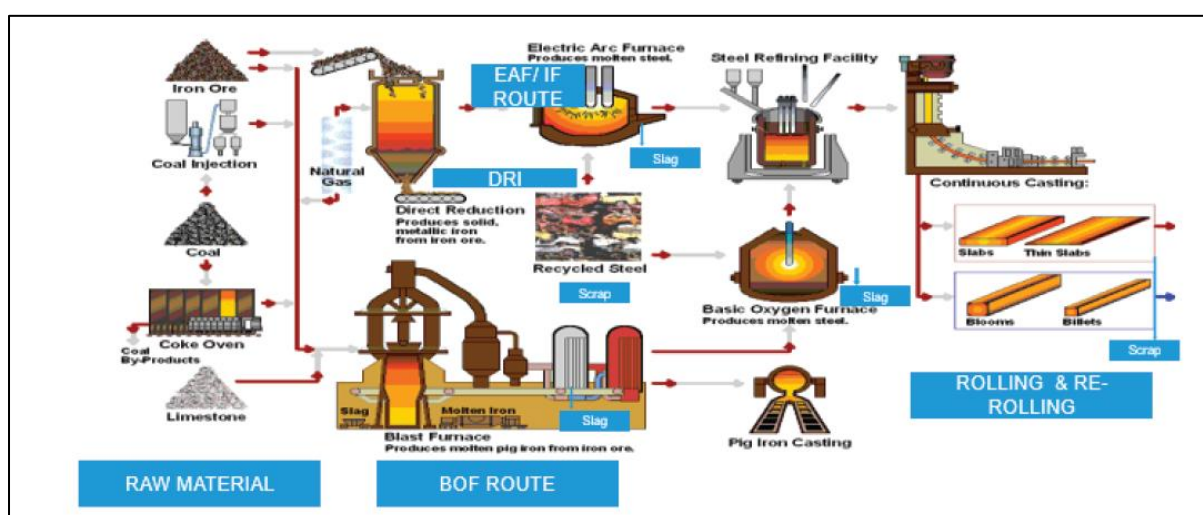 Iron Ore
Coal Injection
Coal
Coke Oven
Coal
By-Products
Limestone
RAW MATERIAL
Natural
Gas
Direct Reduction
Produces solid,
metallic iron
from iron ore.
DRI
Electric Arc Furnace
Produces molten steel.
EAF/ IF
ROUTE
Slag
Recycled Steel
Scrap
Slag
Molten Iron
Slag
Blast Furnace
Produces molten pig iron from iron ore.
BOF ROUTE
Steel Refining Facility
Basic Oxygen Furnace
Produces molten steel.
Slag
Pig Iron Casting
Continuous Casting:
Slabs
Thin Slabs
Blooms
Billets
Scrap
ROLLING & RE-
ROLLING